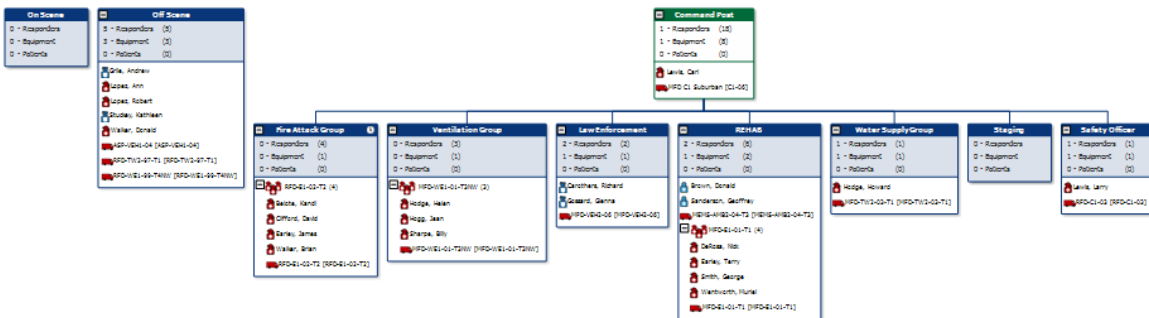 On Scene
0 - Responders
0 - Equipment
0 - Patients
Off Scene
5 - Responders (5)
3 - Equipment (3)
0 - Patients (0)
Grile, Andrew
Lopez, Ann
Lopez, Robert
Studley, Kathleen
Walker, Donald
ASP-VEH1-04 [ASP-VEH1-04]
RFD-TW3-97-T1 [RFD-TW3-97-T1]
RFD-WE1-99-T4NW [RFD-WE1-99-T4NW]
Command Post
1 - Responders (18)
1 - Equipment (8)
0 - Patients (0)
Lewis, Carl
MFD C1 Suburban [C1-06]
Fire Attack Group
0 - Responders (4)
0 - Equipment (1)
0 - Patients (0)
RFD-E1-03-T2 (4)
Belote, Kandi
Clifford, David
Earley, James
Walker, Brian
RFD-E1-03-T2 [RFD-E1-03-T2]
Ventilation Group
0 - Responders (3)
0 - Equipment (1)
0 - Patients (0)
MFD-WE1-01-T3NW (3)
Hodge, Helen
Hogg, Jean
Sharpe, Billy
MFD-WE1-01-T3NW [MFD-WE1-01-T3NW]
Law Enforcement
2 - Responders (2)
1 - Equipment (1)
0 - Patients (0)
Carothers, Richard
Gossard, Glenna
MFD-VEH2-06 [MFD-VEH2-06]
REHAB
2 - Responders (6)
1 - Equipment (2)
0 - Patients (0)
Brown, Donald
Sanderson, Geoffrey
MEMS-AMB2-04-T3 [MEMS-AMB2-04-T3]
MFD-E1-01-T1 (4)
DeRosa, Nick
Earley, Terry
Smith, George
Wentworth, Muriel
MFD-E1-01-T1 [MFD-E1-01-T1]
Water Supply Group
1 - Responders (1)
1 - Equipment (1)
0 - Patients (0)
Hodge, Howard
MFD-TW2-03-T1 [MFD-TW2-03-T1]
Staging
0 - Responders
0 - Equipment
0 - Patients
Safety Officer
1 - Responders (1)
1 - Equipment (1)
0 - Patients (0)
Lewis, Larry
RFD-C1-03 [RFD-C1-03]